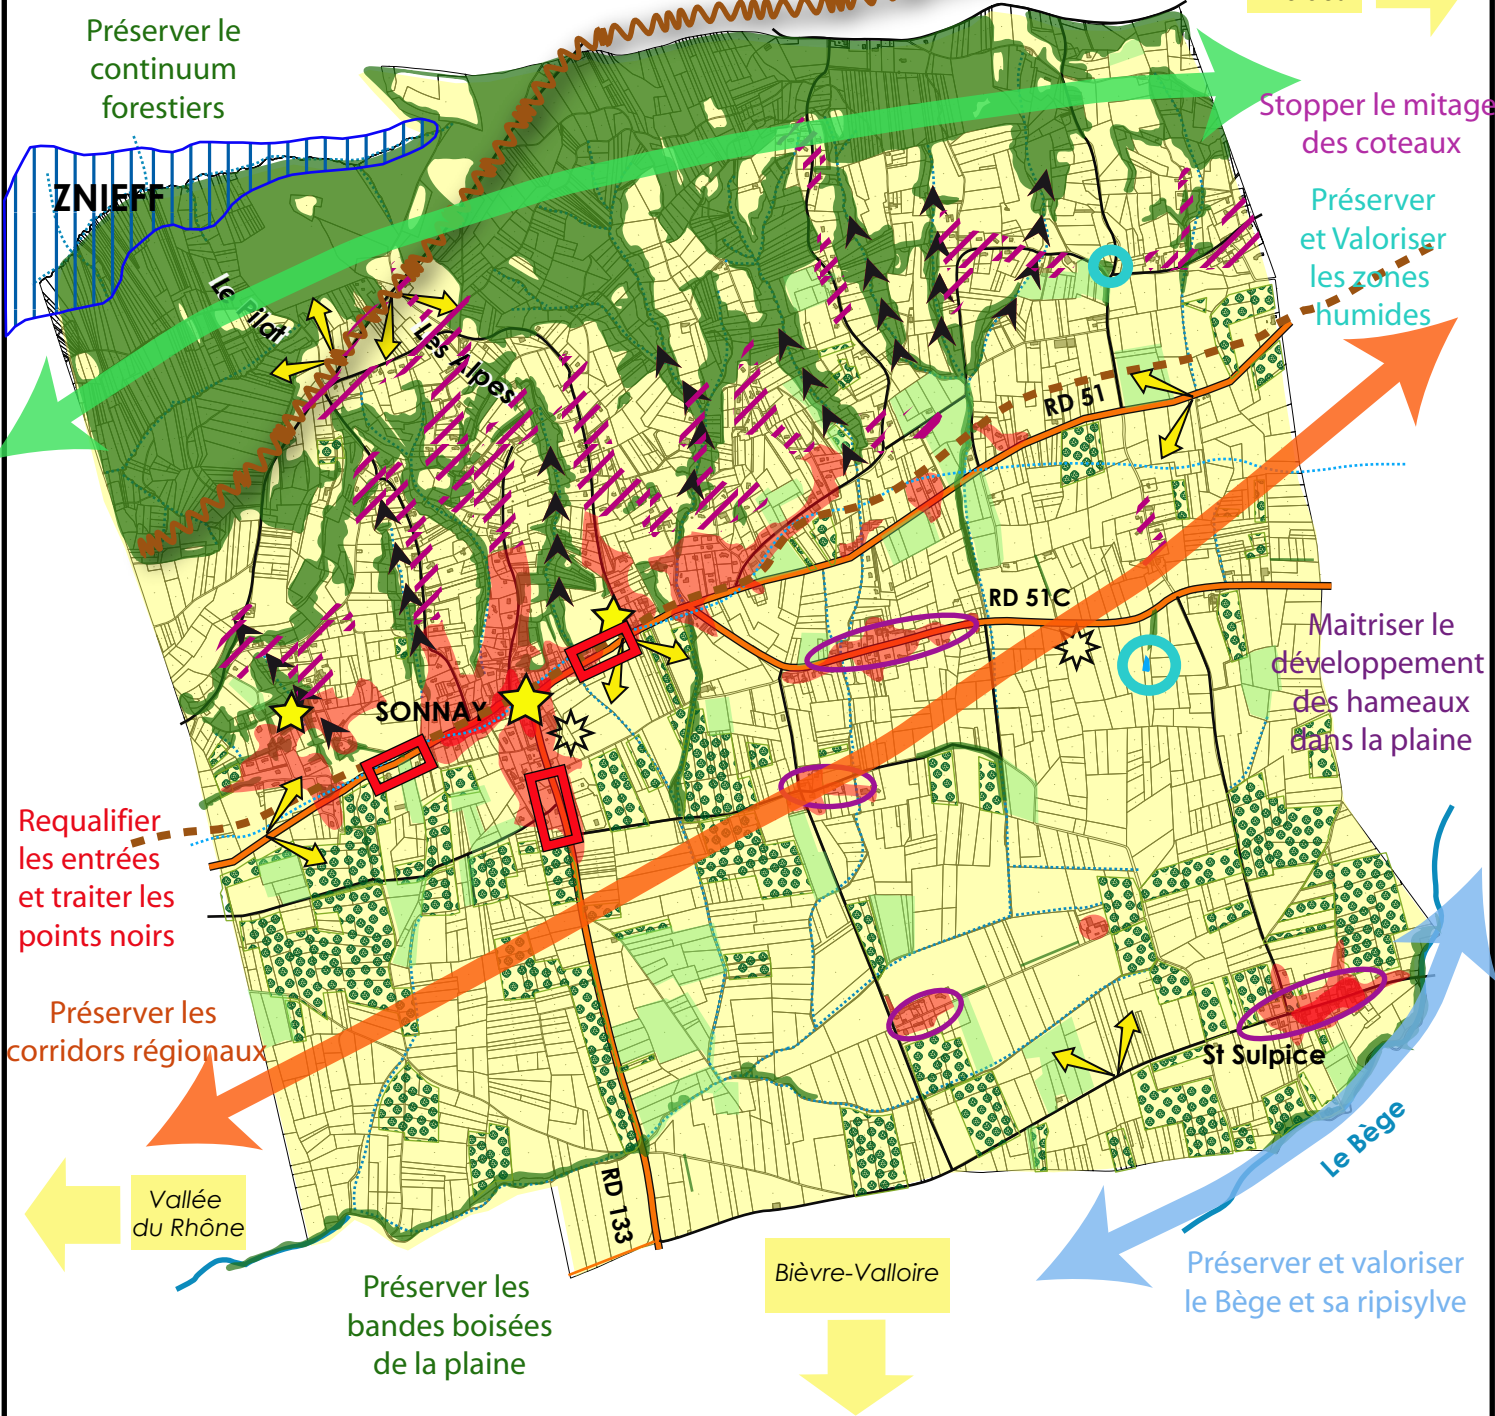 Préserver le
continuum
forestiers
Stopper le mitage
des coteaux
ZNIEFF
Préserver
et Valoriser
les zones
humides
Le Pilat
Les Alpes
RD 51
RD 51C
Maitriser le
développement
des hameaux
dans la plaine
SONNAY
Requalifier
les entrées
et traiter les
points noirs
Préserver les
corridors régionaux
St Sulpice
Le Bège
Vallée
du Rhône
RD 133
Bièvre-Valloire
Préserver et valoriser
le Bège et sa ripisylve
Préserver les
bandes boisées
de la plaine